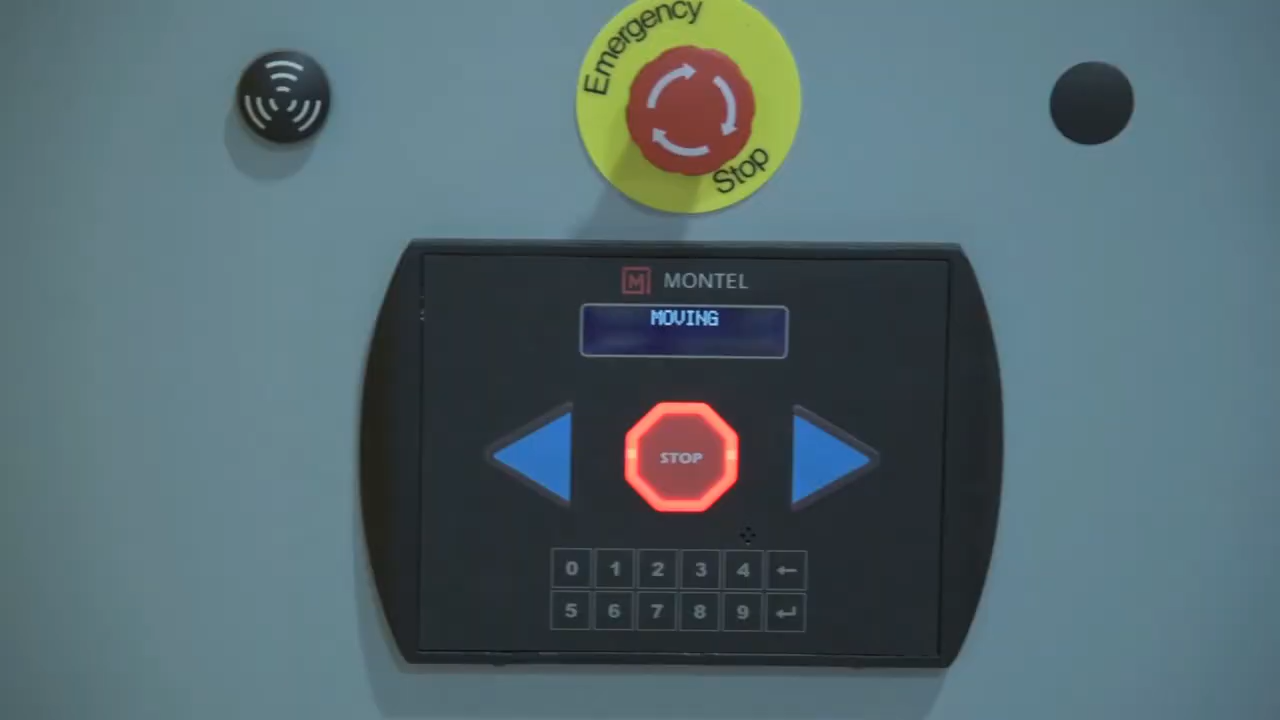 Emergency
Stop
MONTEL
MOVING
STOP
0 1 2 3 4 ←
5 6 7 8 9 ↵